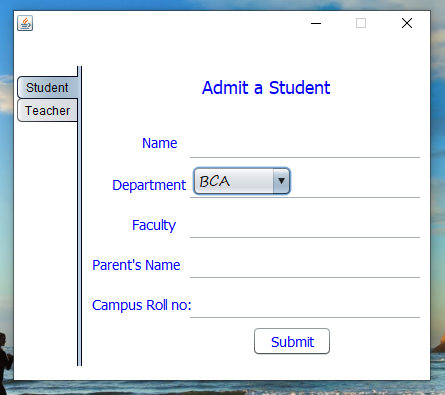 Student
Teacher
Admit a Student
Name
Department BCA
Faculty
Parent's Name
Campus Roll no:
Submit